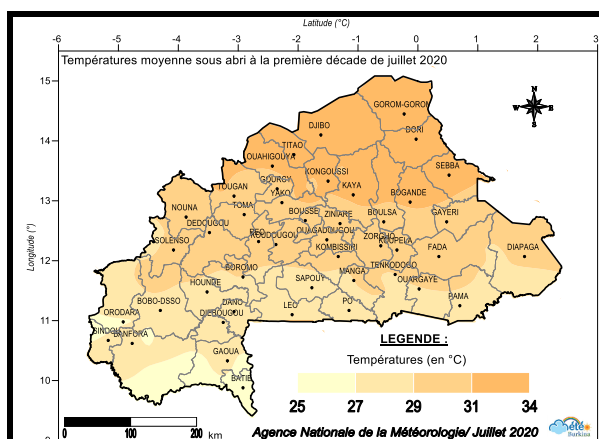 Latitude (°C)
-6 -5 -4 -3 -2 -1 0 1 2 3
Températures moyenne sous abri à la première décade de juillet 2020
15
14
13
12
11
10
Longitude (°C)
N
W E
S
GOROM-GOROM
DJIBO
DORI
TITAO
OUAHIGOUYA
SEBBA
KONGOUSSI
GOURCY
TOUGAN
KAYA
YAKO
BOGANDE
NOUNA
TOMA
BOUSSE
ZINIARE
BOULSA
GAYERI
DEDOUGOU
REO
OUAGADOUGOU
KOUDOUGOU
ZORGHO
KOUPELA
SOLENSO
KOMBISSIRI
FADA
DIAPAGA
BOROMO
TENKODOGO
MANGA
HOUNDE
SAPOUY
OUARGAYE
BOBO-DSSO
DANO
LEO
PO
PAMA
ORODARA
DIEBOUGOU
SINDOU
BANFORA
GAOUA
BATIE
LEGENDE :
Températures (en °C)
25 27 29 31 34
0 100 200
km
Agence Nationale de la Météorologie/ Juillet 2020
été
Burkina